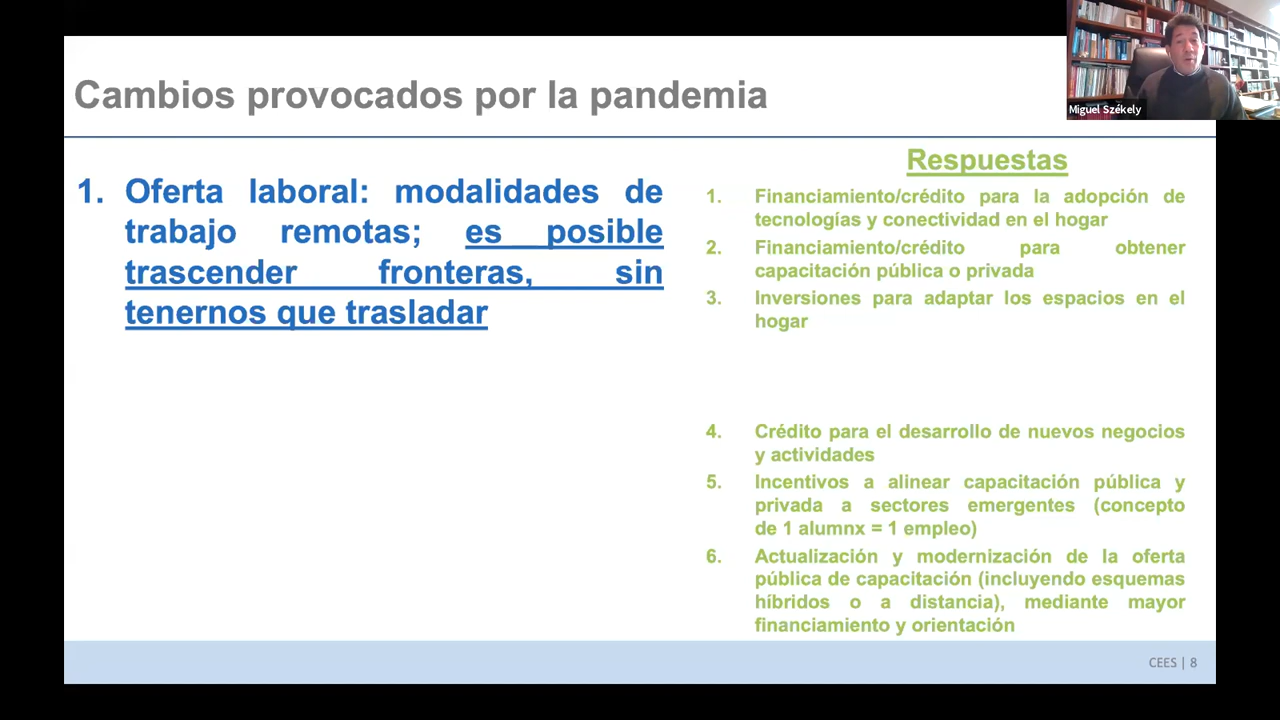 Cambios provocados por la pandemia
Miguel Székely
1. Oferta laboral: modalidades de
trabajo remotas; es posible
trascender fronteras, sin
tenernos que trasladar
Respuestas
1. Financiamiento/crédito para la adopción de
tecnologías y conectividad en el hogar
2. Financiamiento/crédito para obtener
capacitación pública o privada
3. Inversiones para adaptar los espacios en el
hogar
4. Crédito para el desarrollo de nuevos negocios
y actividades
5. Incentivos a alinear capacitación pública y
privada a sectores emergentes (concepto
de 1 alumnx = 1 empleo)
6. Actualización y modernización de la oferta
pública de capacitación (incluyendo esquemas
híbridos o a distancia), mediante mayor
financiamiento y orientación
CEES | 8